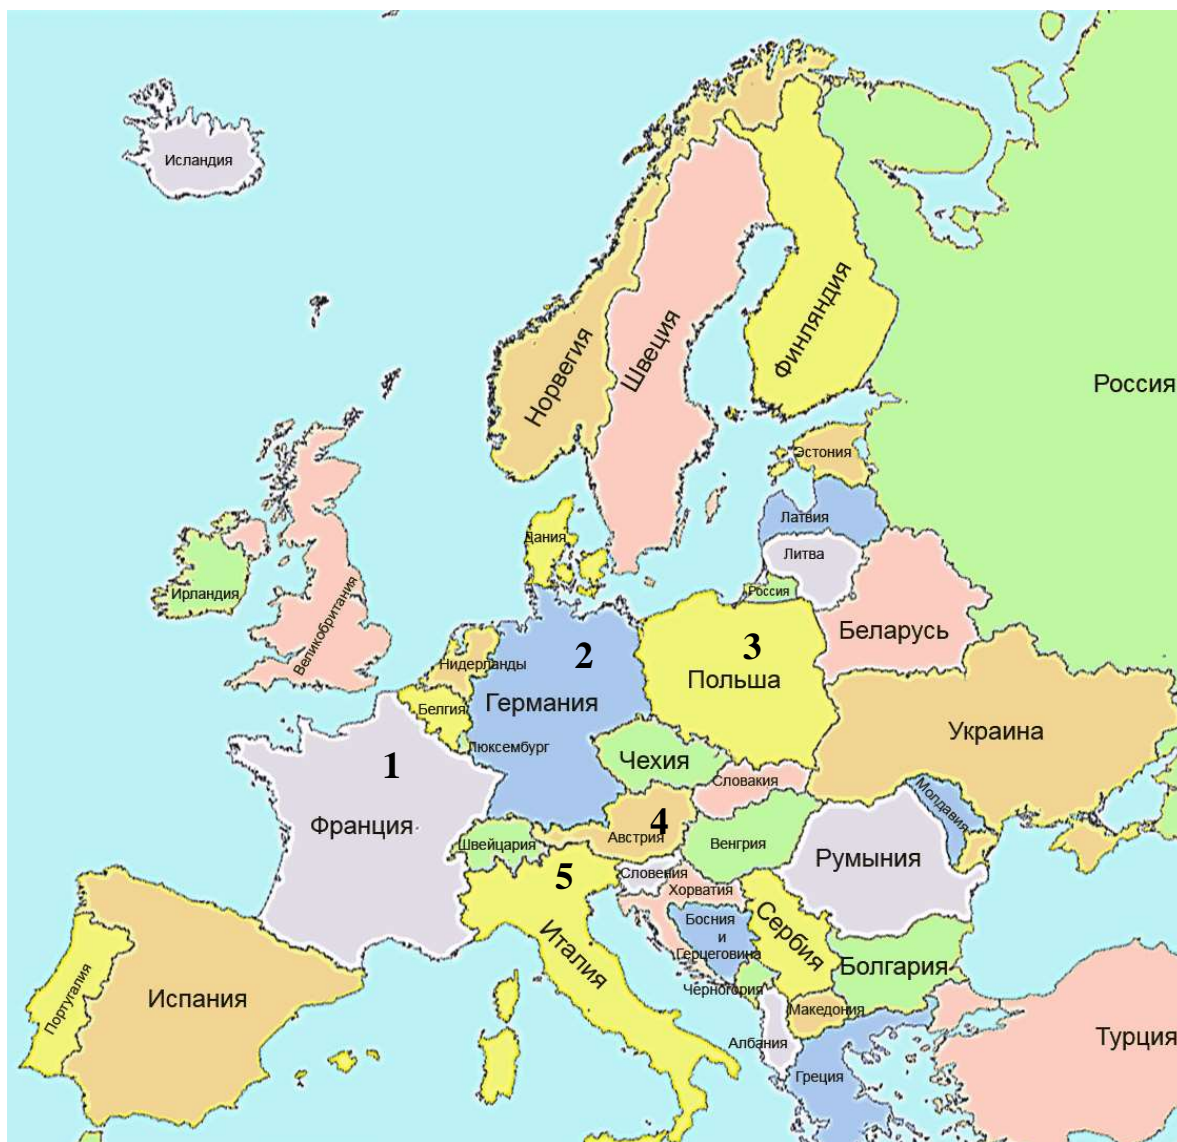 Исландия
Норвегия
Швеция
Финляндия
Россия
Эстония
Латвия
Литва
Россия
Дания
Ирландия
Великобритания
Беларусь
Нидерланды
2
Германия
3
Польша
Бельгия
Люксембург
Украина
1
Франция
Чехия
Словакия
Молдавия
4
Австрия
Швейцария
Венгрия
Румыния
5
Италия
Словения
Хорватия
Босния
и
Герцеговина
Сербия
Черногория
Болгария
Македония
Албания
Греция
Турция
Португалия
Испания